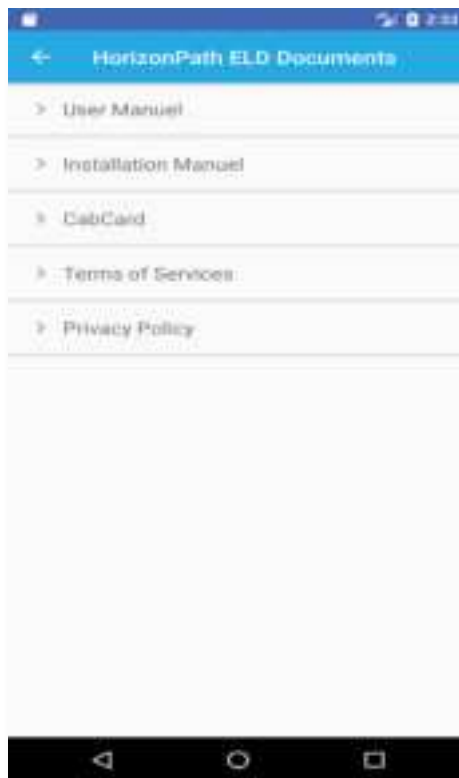 HorizonPath ELD Documents
User Manuel
Installation Manuel
CabCard
Terms of Services
Privacy Policy